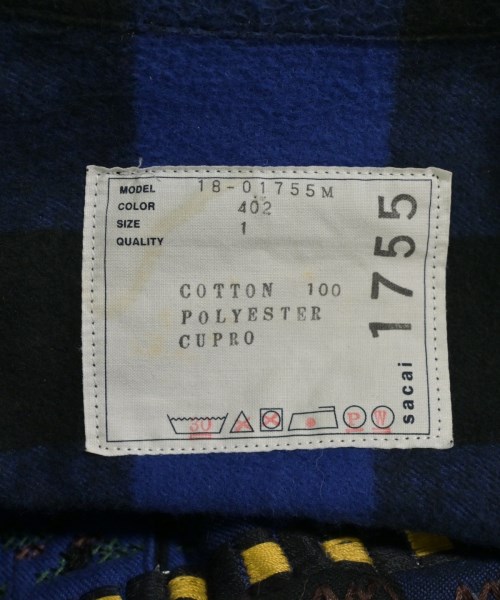 MODEL 18-01755M
COLOR 402
SIZE 1
QUALITY
COTTON 100
POLYESTER
CUPRO
30 P W
sacai 1755